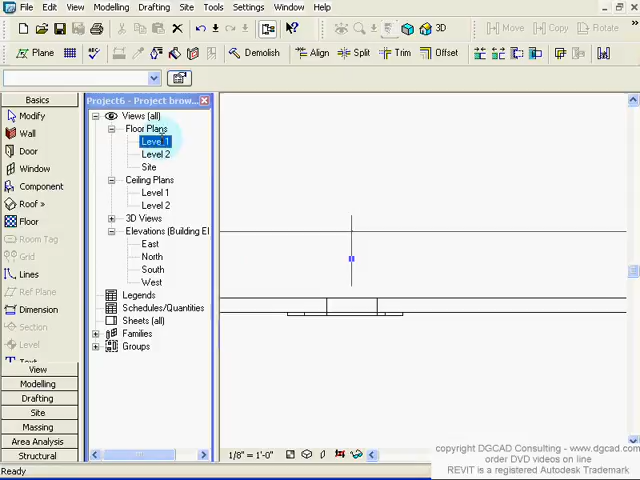 File Edit View Modelling Drafting Site Tools Settings Window Help
3D Move Copy Rotate
Plane Demolish Align Split Trim Offset
Basics
Modify
Wall
Door
Window
Component
Roof »
Floor
Room Tag
Grid
Lines
Ref Plane
Dimension
Section
Level
Text
View
Modelling
Drafting
Site
Massing
Area Analysis
Structural
Project6 - Project brow...
Views (all)
Floor Plans
Level 1
Level 2
Site
Ceiling Plans
Level 1
Level 2
3D Views
Elevations (Building El
East
North
South
West
Legends
Schedules/Quantities
Sheets (all)
Families
Groups
1/8" = 1'-0"
Ready
copyright DGCAD Consulting - www.dgcad.com
order DVD videos on line
REVIT is a registered Autodesk Trademark